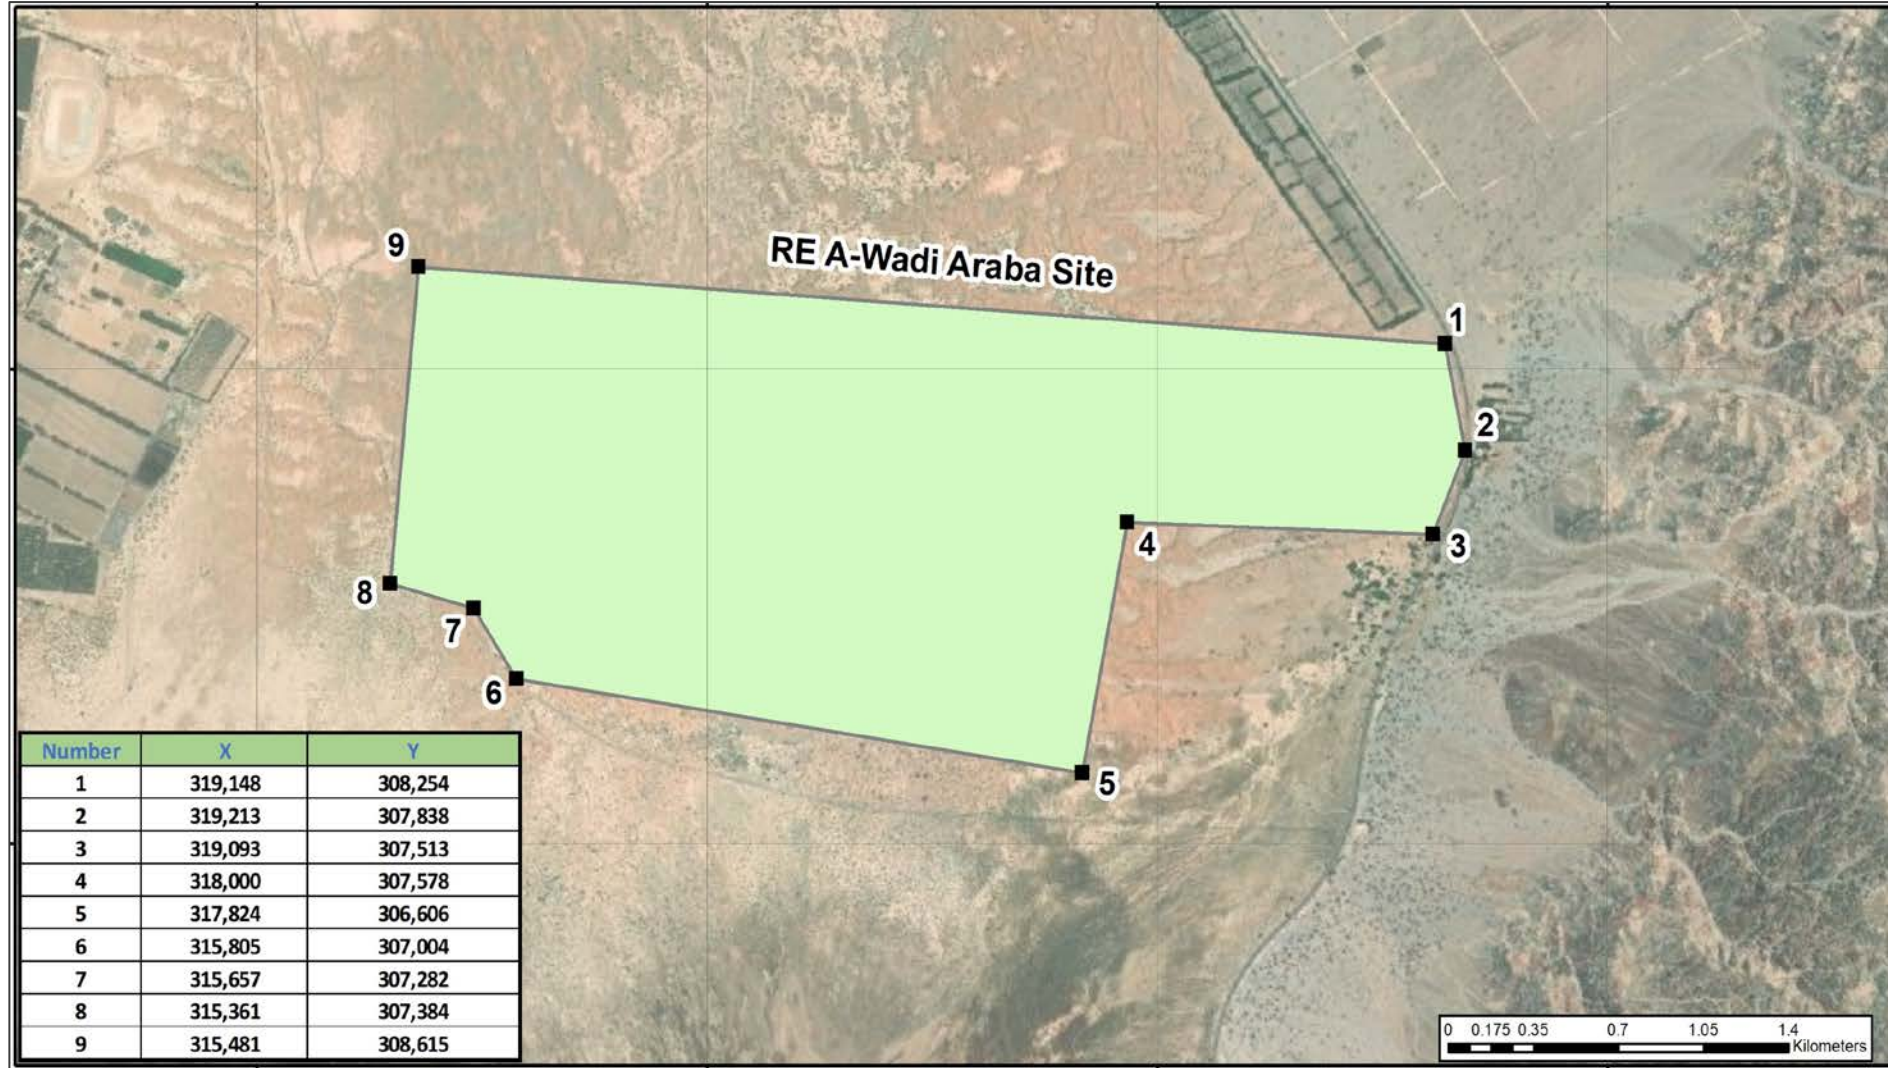 9
RE A-Wadi Araba Site
1
2
3
4
5
6
7
8
Number X Y
1 319,148 308,254
2 319,213 307,838
3 319,093 307,513
4 318,000 307,578
5 317,824 306,606
6 315,805 307,004
7 315,657 307,282
8 315,361 307,384
9 315,481 308,615
0 0.175 0.35 0.7 1.05 1.4
Kilometers